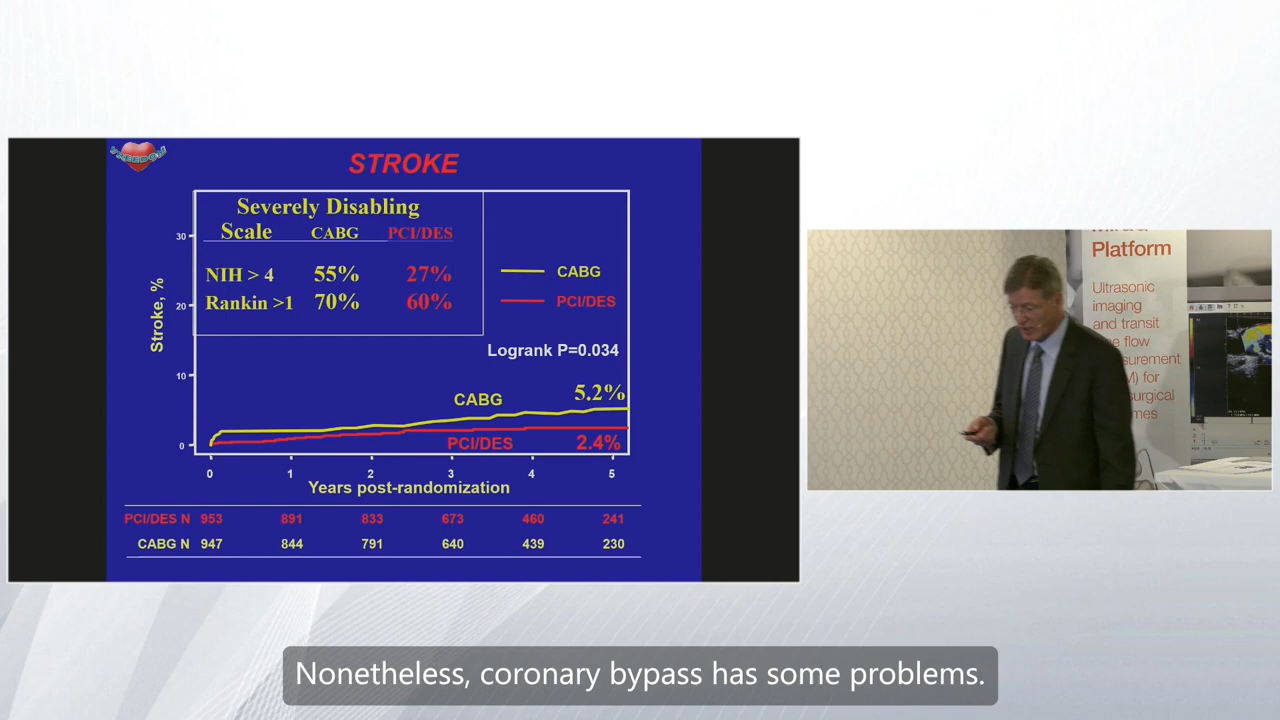 FREEDOM
STROKE
Severely Disabling
Scale CABG PCI/DES
NIH > 4 55% 27%
Rankin >1 70% 60%
CABG
PCI/DES
Logrank P=0.034
Stroke, %
30
20
10
0
CABG 5.2%
PCI/DES 2.4%
0 1 2 3 4 5
Years post-randomization
PCI/DES N 953 891 833 673 460 241
CABG N 947 844 791 640 439 230
Platform
Ultrasonic
imaging
and transit
flow
for
Nonetheless, coronary bypass has some problems.